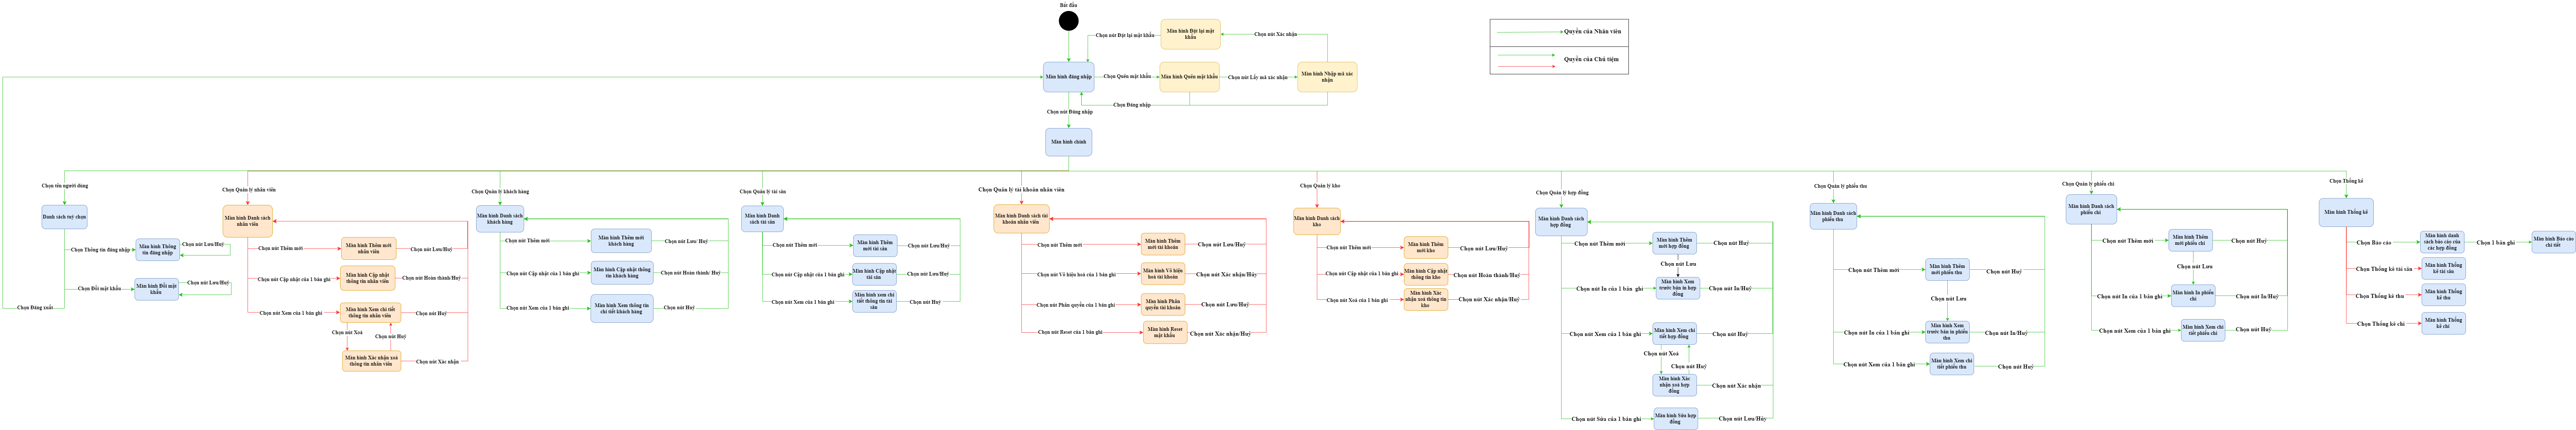 Bắt đầu
Màn hình Đặt lại mật
khẩu
Chọn nút Đặt lại mật khẩu
Chọn nút Xác nhận
Quyền của Nhân viên
Quyền của Chủ tiệm
Màn hình đăng nhập
Chọn Quên mật khẩu
Màn hình Quên mật khẩu
Chọn nút Lấy mã xác nhận
Màn hình Nhập mã xác
nhận
Chọn Đăng nhập
Chọn nút Đăng nhập
Màn hình chính
Chọn tên người dùng
Danh sách tuỳ chọn
Chọn Thông tin đăng nhập
Màn hình Thông
tin đăng nhập
Chọn nút Lưu/Huỷ
Chọn Đổi mật khẩu
Màn hình Đổi mật
khẩu
Chọn nút Lưu/Huỷ
Chọn Đăng xuất
Chọn Quản lý nhân viên
Màn hình Danh sách
nhân viên
Chọn nút Thêm mới
Màn hình Thêm mới
nhân viên
Chọn nút Lưu/Huỷ
Chọn nút Cập nhật của 1 bản ghi
Màn hình Cập nhật
thông tin nhân viên
Chọn nút Hoàn thành/Huỷ
Chọn nút Xem của 1 bản ghi
Màn hình Xem chi tiết
thông tin nhân viên
Chọn nút Huỷ
Chọn nút Xoá
Chọn nút Huỷ
Màn hình Xác nhận xoá
thông tin nhân viên
Chọn nút Xác nhận
Chọn Quản lý khách hàng
Màn hình Danh sách
khách hàng
Chọn nút Thêm mới
Màn hình Thêm mới
khách hàng
Chọn nút Lưu/ Huỷ
Chọn nút Cập nhật của 1 bản ghi
Màn hình Cập nhật thông
tin khách hàng
Chọn nút Hoàn thành/ Huỷ
Chọn nút Xem của 1 bản ghi
Màn hình Xem thông tin
chi tiết khách hàng
Chọn nút Huỷ
Chọn Quản lý tài sản
Màn hình Danh
sách tài sản
Chọn nút Thêm mới
Màn hình Thêm
mới tài sản
Chọn nút Lưu/Huỷ
Chọn nút Cập nhật của 1 bản ghi
Màn hình Cập nhật
tài sản
Chọn nút Lưu/Huỷ
Chọn nút Xem của 1 bản ghi
Màn hình xem chi
tiết thông tin tài
sản
Chọn nút Huỷ
Chọn Quản lý tài khoản nhân viên
Màn hình Danh sách tài
khoản nhân viên
Chọn nút Thêm mới
Màn hình Thêm
mới tài khoản
Chọn nút Lưu/Huỷ
Chọn nút Vô hiệu hoá của 1 bản ghi
Màn hình Vô hiệu
hoá tài khoản
Chọn nút Xác nhận/Hủy
Chọn nút Phân quyền của 1 bản ghi
Màn hình Phân
quyền tài khoản
Chọn nút Lưu/Huỷ
Chọn nút Reset của 1 bản ghi
Màn hình Reset
mật khẩu
Chọn nút Xác nhận/Huỷ
Chọn Quản lý kho
Màn hình Danh sách
kho
Chọn nút Thêm mới
Màn hình Thêm
mới kho
Chọn nút Lưu/Huỷ
Chọn nút Cập nhật của 1 bản ghi
Màn hình Cập nhật
thông tin kho
Chọn nút Hoàn thành/Huỷ
Chọn nút Xoá của 1 bản ghi
Màn hình Xác
nhận xoá thông tin
kho
Chọn nút Xác nhận/Huỷ
Chọn Quản lý hợp đồng
Màn hình Danh sách
hợp đồng
Chọn nút Thêm mới
Màn hình Thêm
mới hợp đồng
Chọn nút Huỷ
Chọn nút Lưu
Chọn nút In của 1 bản ghi
Màn hình Xem
trước bản in hợp
đồng
Chọn nút In/Huỷ
Chọn nút Xem của 1 bản ghi
Màn hình Xem chi
tiết hợp đồng
Chọn nút Huỷ
Chọn nút Xoá
Chọn nút Huỷ
Màn hình Xác
nhận xoá hợp
đồng
Chọn nút Xác nhận
Chọn nút Sửa của 1 bản ghi
Màn hình Sửa hợp
đồng
Chọn nút Lưu/Hủy
Chọn Quản lý phiếu thu
Màn hình Danh sách
phiếu thu
Chọn nút Thêm mới
Màn hình Thêm
mới phiếu thu
Chọn nút Huỷ
Chọn nút Lưu
Chọn nút In của 1 bản ghi
Màn hình Xem
trước bản in phiếu
thu
Chọn nút In/Huỷ
Chọn nút Xem của 1 bản ghi
Màn hình Xem chi
tiết phiếu thu
Chọn nút Huỷ
Chọn Quản lý phiếu chi
Màn hình Danh sách
phiếu chi
Chọn nút Thêm mới
Màn hình Thêm
mới phiếu chi
Chọn nút Huỷ
Chọn nút Lưu
Chọn nút In của 1 bản ghi
Màn hình In phiếu
chi
Chọn nút In/Huỷ
Chọn nút Xem của 1 bản ghi
Màn hình Xem chi
tiết phiếu chi
Chọn nút Huỷ
Chọn Thống kê
Màn hình Thống kê
Chọn Báo cáo
Màn hình danh
sách báo cáo của
các hợp đồng
Chọn 1 bản ghi
Màn hình Báo cáo
chi tiết
Chọn Thống kê tài sản
Màn hình Thống
kê tài sản
Chọn Thống kê thu
Màn hình Thống
kê thu
Chọn Thống kê chi
Màn hình Thống
kê chi